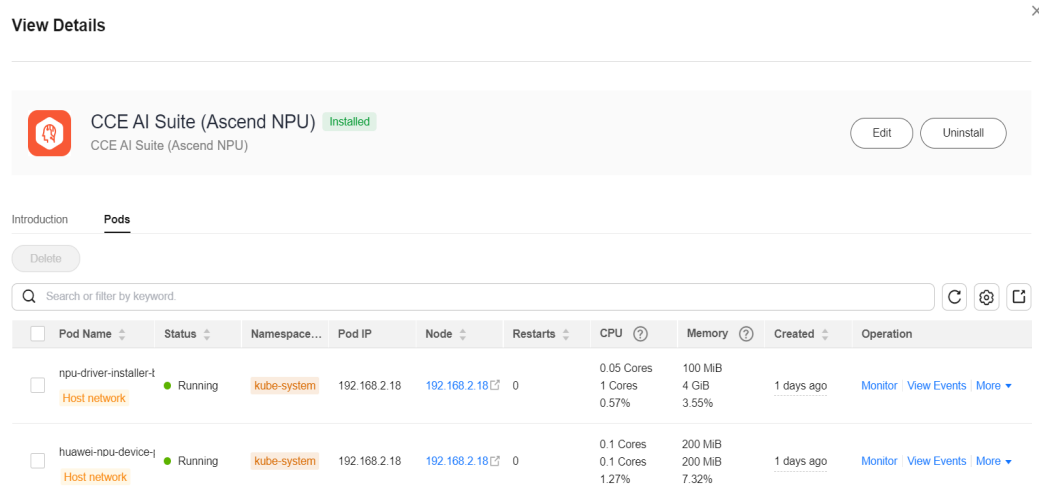 View Details
CCE AI Suite (Ascend NPU) Installed
CCE AI Suite (Ascend NPU)
Edit Uninstall
Introduction Pods
Delete
Search or filter by keyword.
Pod Name Status Namespace... Pod IP Node Restarts CPU Memory Created Operation
npu-driver-installer-
Host network
Running kube-system 192.168.2.18 192.168.2.18 0
0.05 Cores
1 Cores
0.57%
100 MiB
4 GiB
3.55%
1 days ago Monitor View Events More
huawei-npu-device-
Host network
Running kube-system 192.168.2.18 192.168.2.18 0
0.1 Cores
0.1 Cores
1.27%
200 MiB
200 MiB
7.32%
1 days ago Monitor View Events More